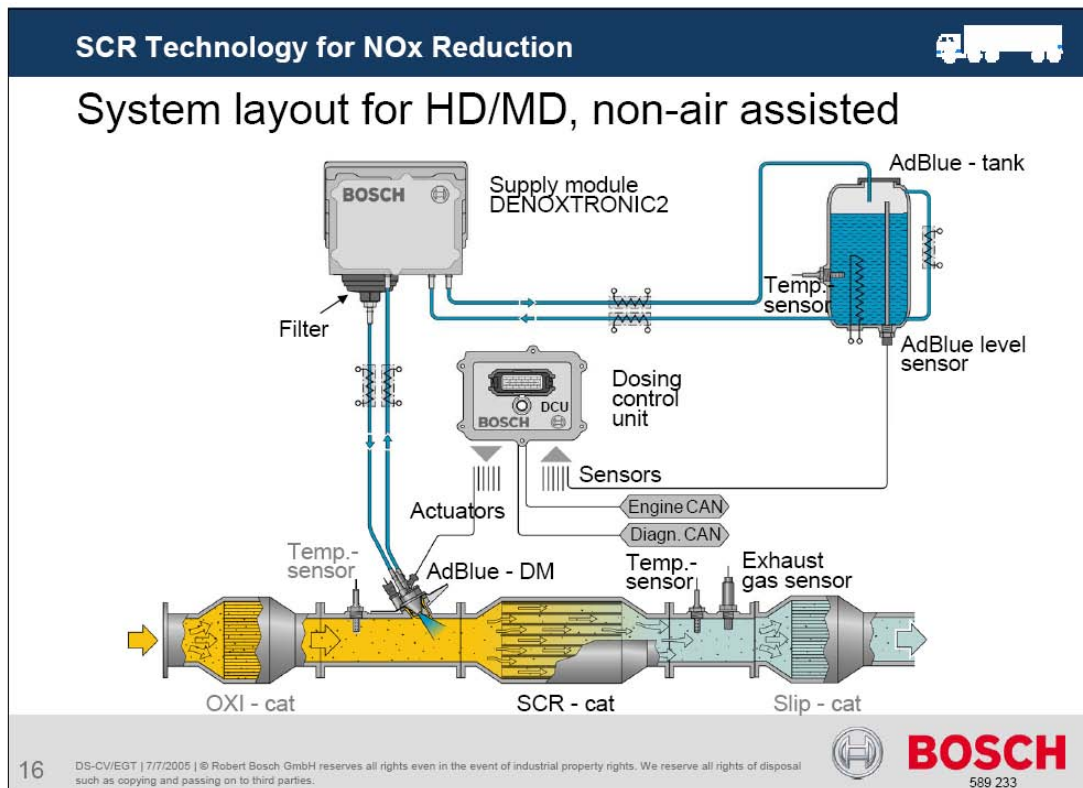 SCR Technology for NOx Reduction
System layout for HD/MD, non-air assisted
AdBlue - tank
BOSCH
Supply module
DENOXTRONIC2
Temp.-
sensor
Filter
AdBlue level
sensor
Dosing
control
unit
DCU
BOSCH
Sensors
Actuators
Engine CAN
Diagn. CAN
Temp.-
sensor
AdBlue - DM
Temp.-
sensor
Exhaust
gas sensor
OXI - cat
SCR - cat
Slip - cat
16
DS-CV/EGT | 7/7/2005 | © Robert Bosch GmbH reserves all rights even in the event of industrial property rights. We reserve all rights of disposal
such as copying and passing on to third parties.
BOSCH
589 233